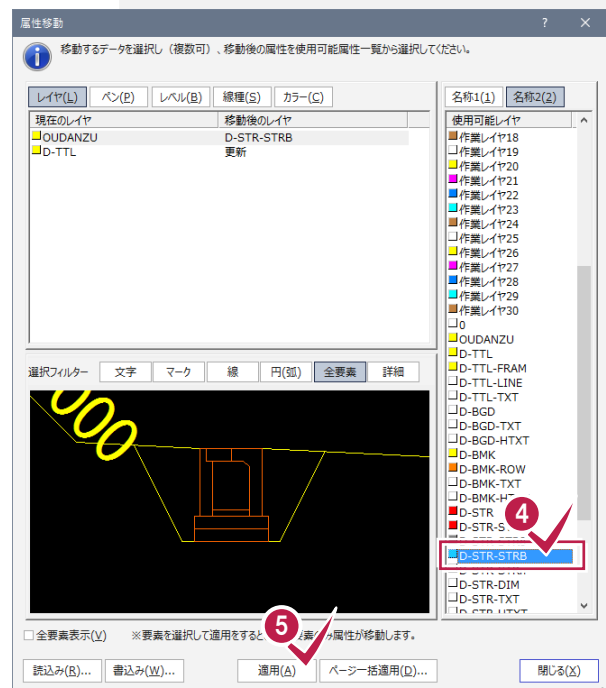 属性移動 ? ×
移動するデータを選択し（複数可）、移動後の属性を使用可能属性一覧から選択してください。
レイヤ(L) ペン(P) レベル(B) 線種(S) カラー(C)
現在のレイヤ 移動後のレイヤ
OUDANZU D-STR-STRB
D-TTL 更新
選択フィルター 文字 マーク 線 円(弧) 全要素 詳細
000
名称1(1) 名称2(2)
使用可能レイヤ
作業レイヤ18
作業レイヤ19
作業レイヤ20
作業レイヤ21
作業レイヤ22
作業レイヤ23
作業レイヤ24
作業レイヤ25
作業レイヤ26
作業レイヤ27
作業レイヤ28
作業レイヤ29
作業レイヤ30
0
OUDANZU
D-TTL
D-TTL-FRAM
D-TTL-LINE
D-TTL-TXT
D-BGD
D-BGD-TXT
D-BGD-HTXT
D-BMK
D-BMK-ROW
D-BMK-TXT
D-BMK-HT
D-STR
D-STR-S
4
D-STR-STRB
D-STR-DIM
D-STR-TXT
D-STR-HTXT
全要素表示(V) ※要素を選択して適用をすると 要素のみ属性が移動します。
5
読込み(R)... 書込み(W)... 適用(A) ページ一括適用(D)... 閉じる(X)